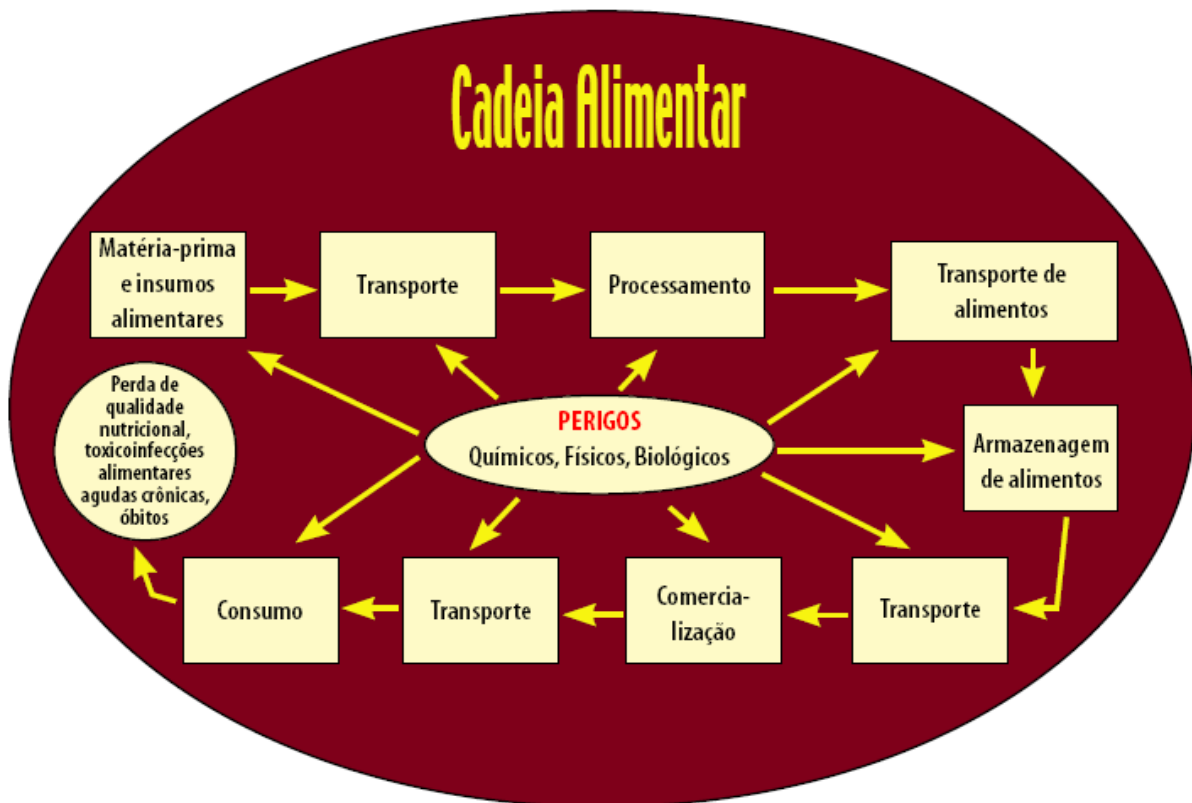 Cadeia Alimentar
Matéria-prima
e insumos
alimentares
Transporte
Processamento
Transporte de
alimentos
Perda de
qualidade
nutricional,
toxicoinfecções
alimentares
agudas crônicas,
óbitos
PERIGOS
Químicos, Físicos, Biológicos
Armazenagem
de alimentos
Consumo
Transporte
Comercia-
lização
Transporte